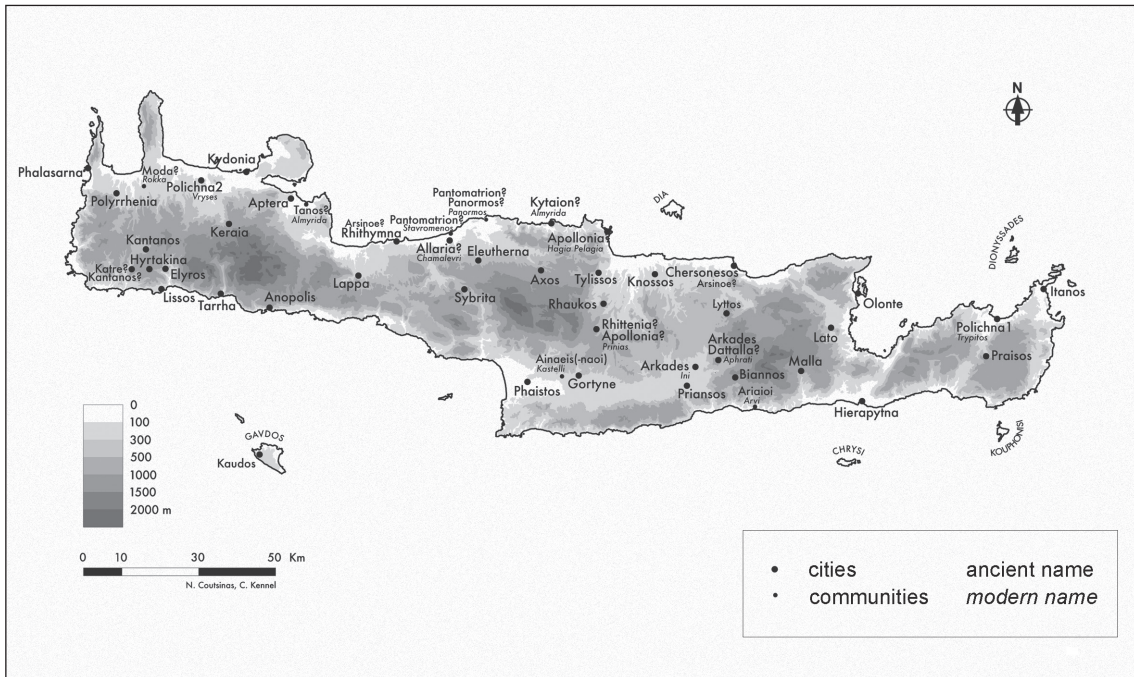 N
DIA
DIONYSSADES
Phalasarna
Kydonia
Moda?
Rokka
Polichna2
Vryses
Polyrrhenia
Aptera
Tanos?
Almyrida
Keraia
Kantanos
Hyrtakina
Katre?
Kantanos?
Elyros
Lissos
Tarrha
Anopolis
Lappa
Arsinoe?
Rhithymna
Pantomatrion?
Stavromenos
Pantomatrion?
Panormos?
Panormos
Allaria?
Chamalevri
Eleutherna
Sybrita
Kytaion?
Almyrida
Axos
Apollonia
Hagia Pelagia
Tylissos
Rhaukos
Knossos
Chersonesos
Arsinoe?
Lyttos
Rhittenia?
Apollonia?
Prinias
Arkades
Dattalla?
Aphrati
Arkades
Ini
Ainaeis(-naoi)
Kastelli
Phaistos
Gortyne
Priansos
Biannos
Ariaioi
Arvi
Malla
Lato
Olonte
Hierapytna
Itanos
Polichna1
Trypitos
Praisos
KOUPHONISI
CHRYSI
GAVDOS
Kaudos
0
100
300
500
1000
1500
2000 m
0 10 30 50 Km
N. Coutsinas, C. Kennel
cities ancient name
communities modern name